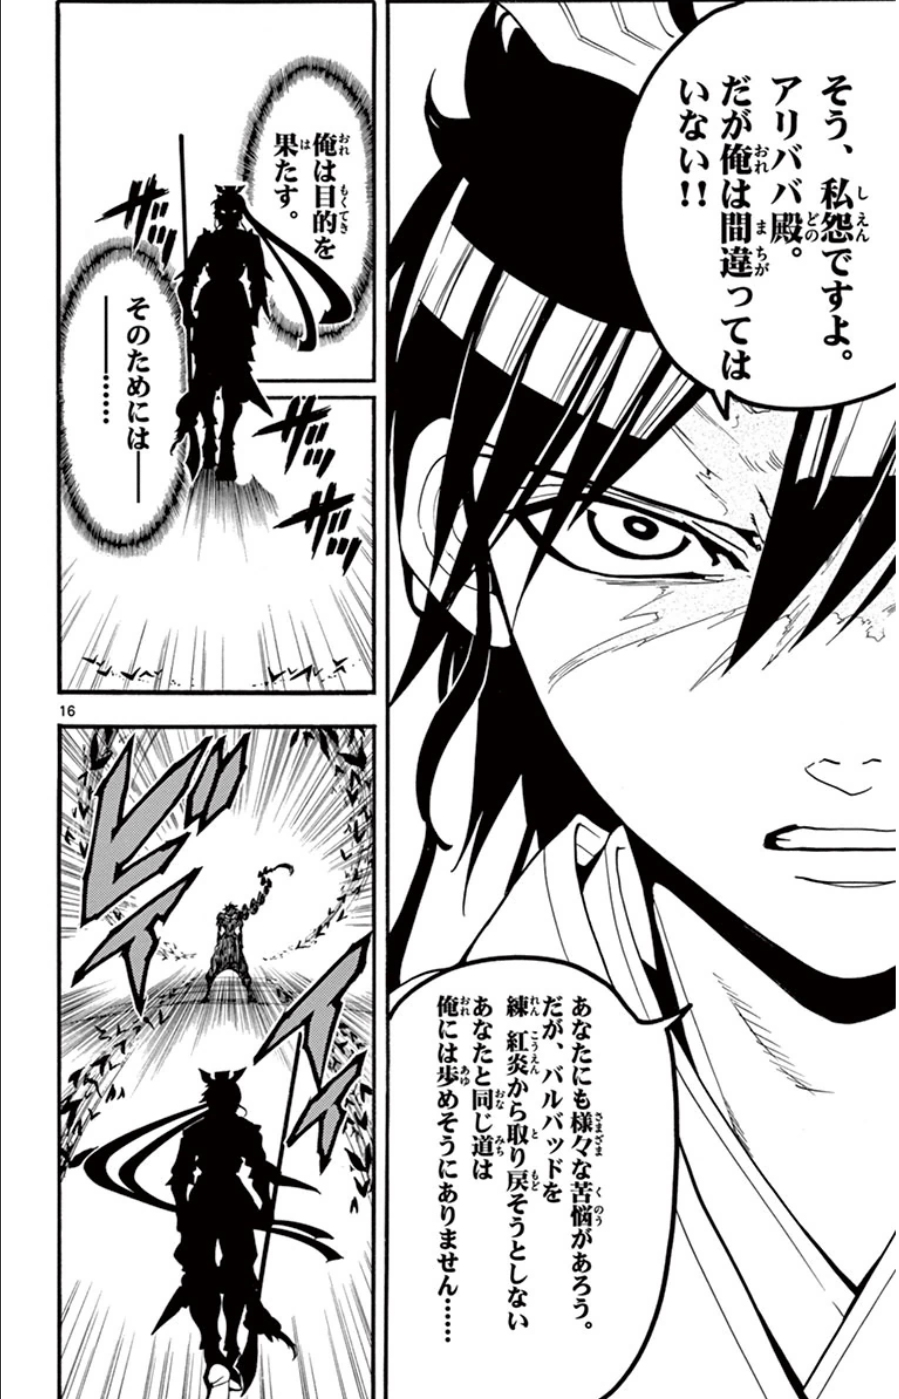 そう、私怨ですよ。
アリババ殿。
だが俺は間違っては
いない!!
あなたにも様々な苦悩があろう。
だが、バルバッドを
練 紅炎から取り戻そうとしない
あなたと同じ道は
俺には歩めそうにありません……
俺は目的を
果たす。
そのためには――……
ザッ
ザッ
ザッ
16
ビッ